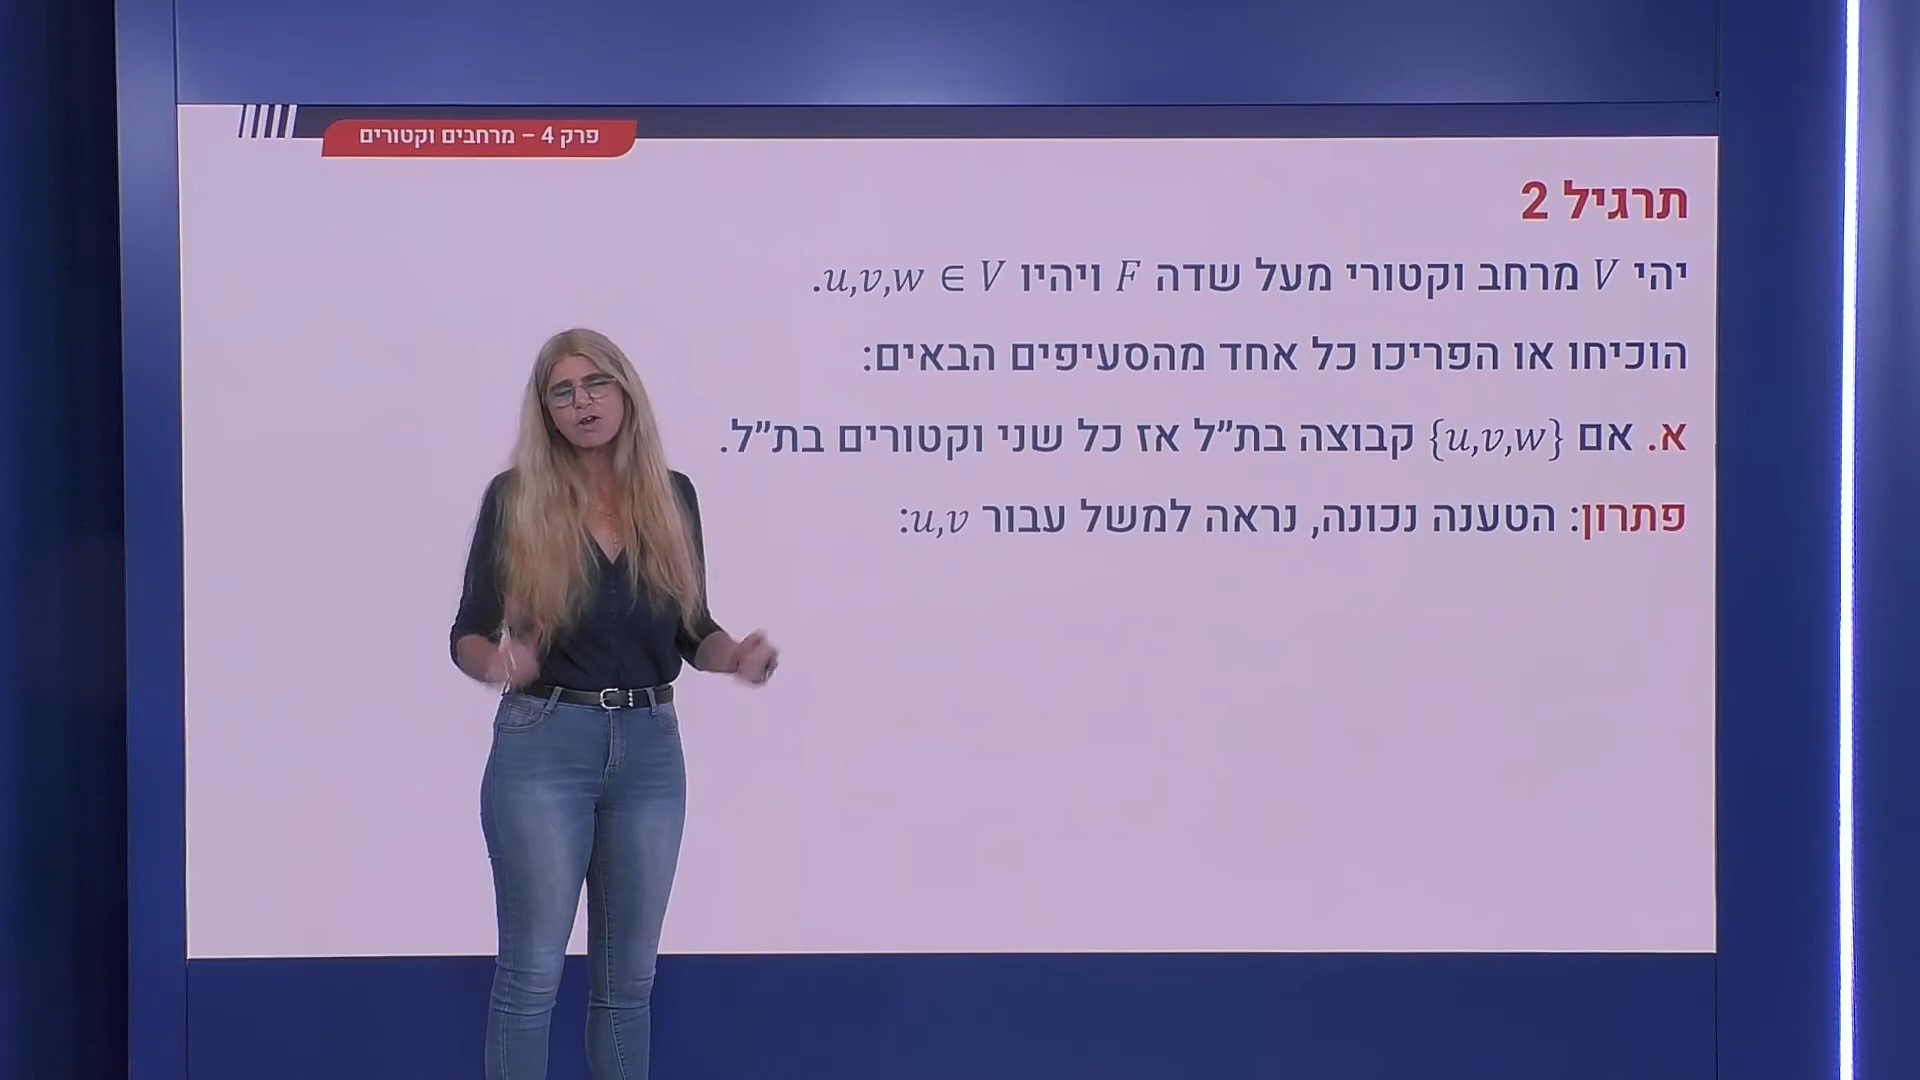 פרק 4 – מרחבים וקטורים
תרגיל 2
יהי V מרחב וקטורי מעל שדה F ויהיו u,v,w ∈ V.
הוכיחו או הפריכו כל אחד מהסעיפים הבאים:
א. אם {u,v,w} קבוצה בת״ל אז כל שני וקטורים בת״ל.
פתרון: הטענה נכונה, נראה למשל עבור u,v: